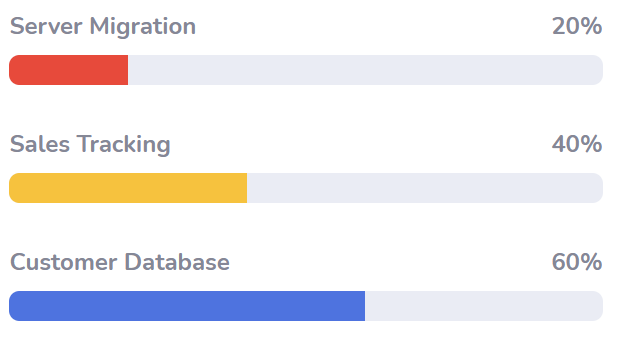 Server Migration 20%
Sales Tracking 40%
Customer Database 60%